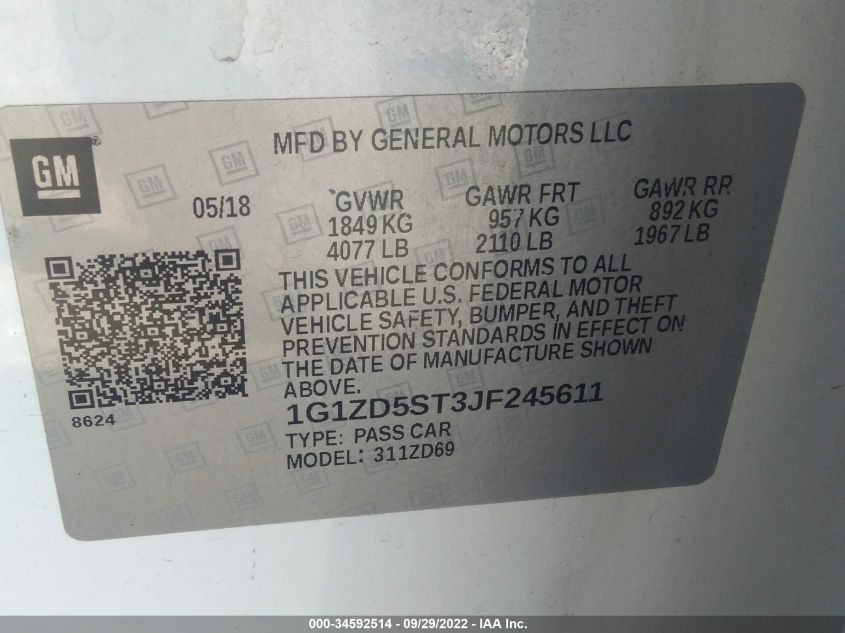 GM ®
MFD BY GENERAL MOTORS LLC
05/18
GVWR
1849 KG
4077 LB
GAWR FRT
957 KG
2110 LB
GAWR RR
892 KG
1967 LB
THIS VEHICLE CONFORMS TO ALL
APPLICABLE U.S. FEDERAL MOTOR
VEHICLE SAFETY, BUMPER, AND THEFT
PREVENTION STANDARDS IN EFFECT ON
THE DATE OF MANUFACTURE SHOWN
ABOVE.
8624
1G1ZD5ST3JF245611
TYPE: PASS CAR
MODEL: 311ZD69
000-34592514 - 09/29/2022 - IAA Inc.